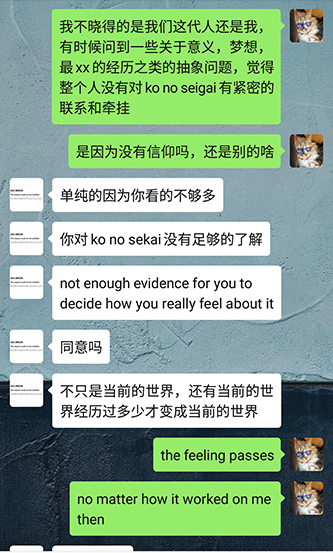 我不晓得的是我们这代人还是我，
有时候问到一些关于意义，梦想，
最 xx 的经历之类的抽象问题，觉得
整个人没有对 ko no seigai 有紧密的
联系和牵挂
是因为没有信仰吗，还是别的啥
单纯的因为你看的不够多
你对 ko no sekai 没有足够的了解
not enough evidence for you to
decide how you really feel about it
同意吗
不只是当前的世界，还有当前的世
界经历过多少才变成当前的世界
the feeling passes
no matter how it worked on me
then